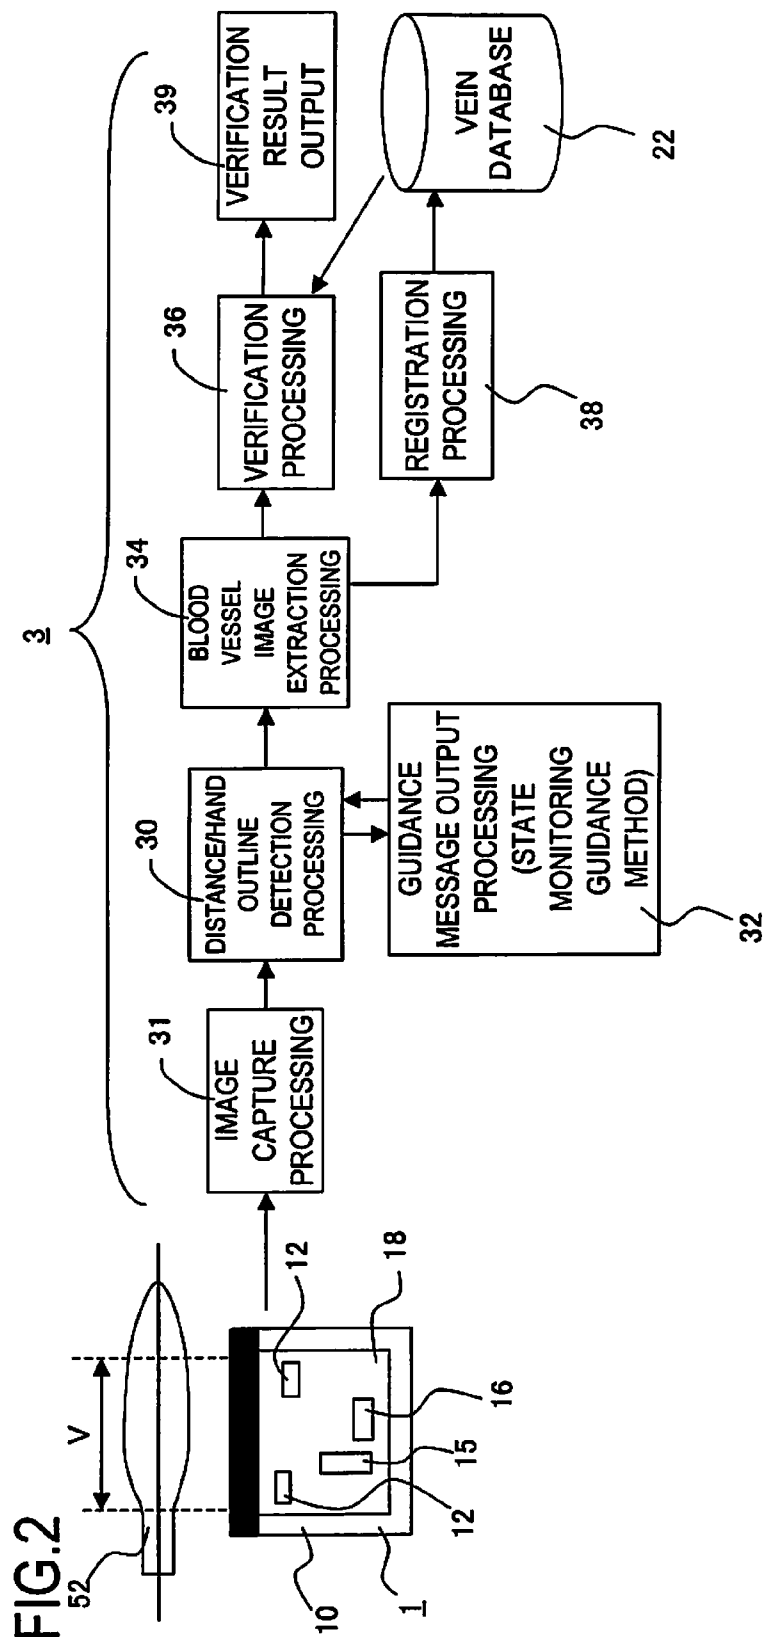 FIG.2
3
52
V
10
1
12
12
15
16
18
31
IMAGE
CAPTURE
PROCESSING
30
DISTANCE/HAND
OUTLINE
DETECTION
PROCESSING
GUIDANCE
MESSAGE OUTPUT
PROCESSING
(STATE
MONITORING
GUIDANCE
METHOD)
32
34
BLOOD
VESSEL
IMAGE
EXTRACTION
PROCESSING
36
VERIFICATION
PROCESSING
REGISTRATION
PROCESSING
38
39
VERIFICATION
RESULT
OUTPUT
VEIN
DATABASE
22